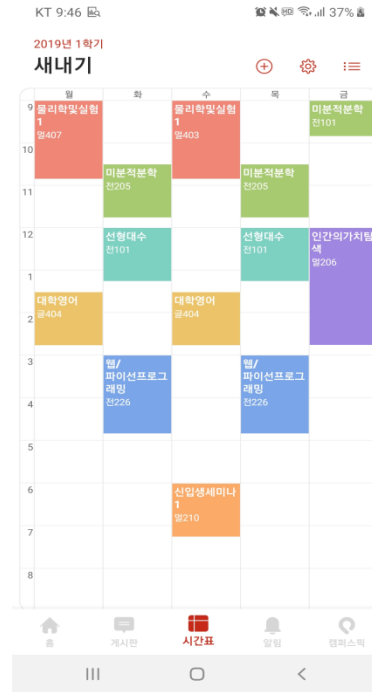 KT 9:46
37%
2019년 1학기
새내기
월 화 수 목 금
9
10
11
12
1
2
3
4
5
6
7
8
물리학및실험
1
멀407
미분적분학
전205
선형대수
전101
대학영어
글404
웹/
파이선프로그
래밍
전226
물리학및실험
1
멀403
대학영어
글404
신입생세미나
1
멀210
미분적분학
전205
선형대수
전101
웹/
파이선프로그
래밍
전226
미분적분학
전101
인간의가치탐
색
멀206
홈 게시판 시간표 알림 캠퍼스픽